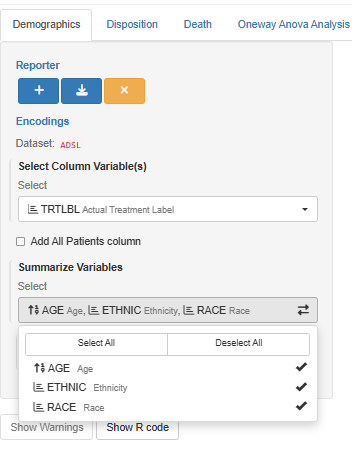 Demographics Disposition Death Oneway Anova Analysis
Reporter
Encodings
Dataset: ADSL
Select Column Variable(s)
Select
TRTLBL Actual Treatment Label
Add All Patients column
Summarize Variables
Select
AGE Age, ETHNIC Ethnicity, RACE Race
Select All Deselect All
AGE Age
ETHNIC Ethnicity
RACE Race
Show Warnings Show R code